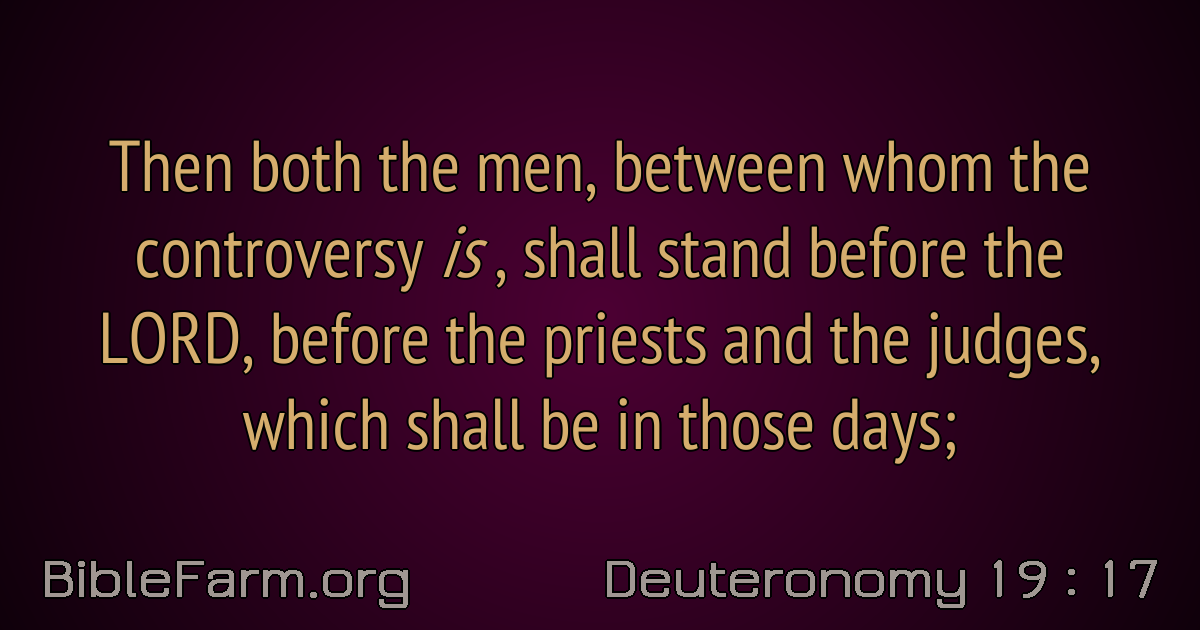 Then both the men, between whom the
controversy is , shall stand before the
LORD, before the priests and the judges,
which shall be in those days;
BibleFarm.org
Deuteronomy 19 : 17